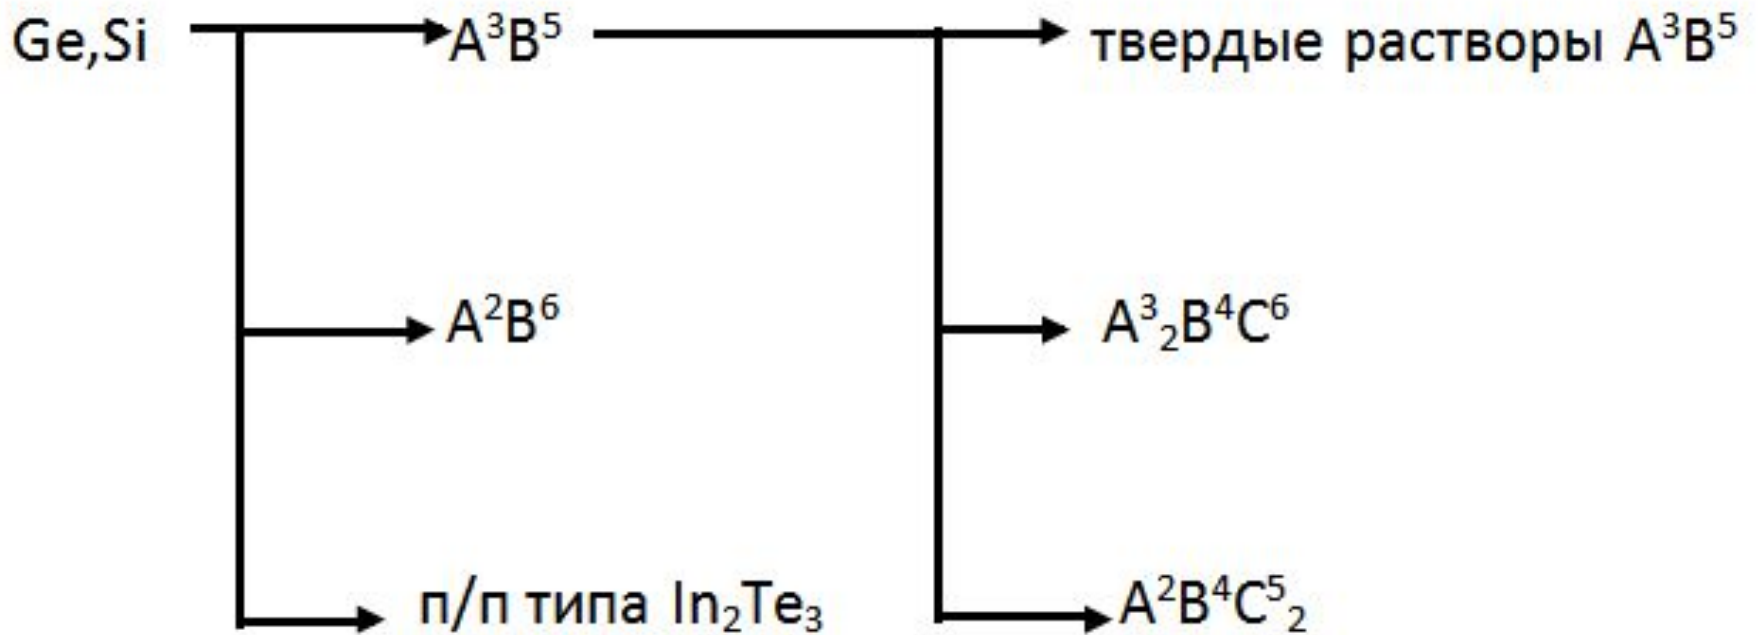 Ge,Si A³B⁵ твердые растворы A³B⁵
A²B⁶ A³₂B⁴C⁶
п/п типа In₂Te₃ A²B⁴C⁵₂